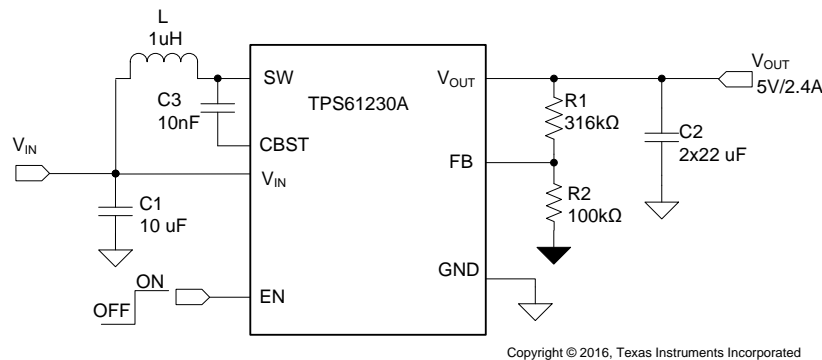 L
1uH
SW
C3
10nF
CBST
TPS61230A
VOUT
VOUT
5V/2.4A
R1
316kΩ
C2
2x22 uF
VIN
VIN
FB
R2
100kΩ
C1
10 uF
GND
ON
OFF
EN
Copyright © 2016, Texas Instruments Incorporated